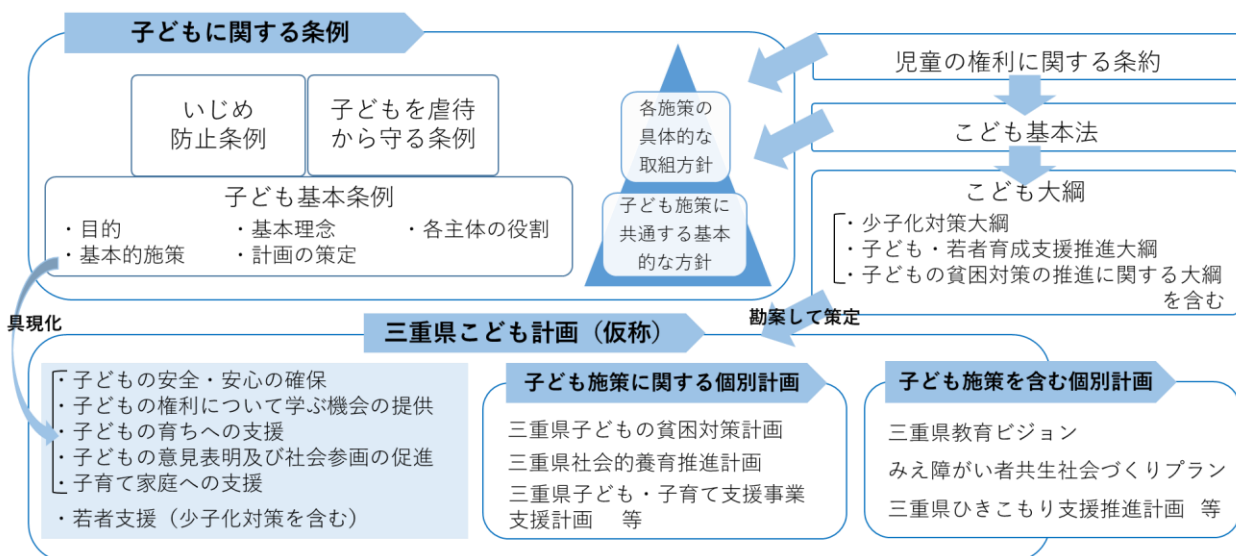 子どもに関する条例
いじめ
防止条例
子どもを虐待
から守る条例
子ども基本条例
・目的
・基本理念
・各主体の役割
・基本的施策
・計画の策定
各施策の
具体的な
取組方針
子ども施策に
共通する基本
的な方針
児童の権利に関する条約
こども基本法
こども大綱
・少子化対策大綱
・子ども・若者育成支援推進大綱
・子どもの貧困対策の推進に関する大綱
を含む
具現化
勘案して策定
三重県こども計画（仮称）
・子どもの安全・安心の確保
・子どもの権利について学ぶ機会の提供
・子どもの育ちへの支援
・子どもの意見表明及び社会参画の促進
・子育て家庭への支援
・若者支援（少子化対策を含む）
子ども施策に関する個別計画
三重県子どもの貧困対策計画
三重県社会的養育推進計画
三重県子ども・子育て支援事業
支援計画　等
子ども施策を含む個別計画
三重県教育ビジョン
みえ障がい者共生社会づくりプラン
三重県ひきこもり支援推進計画　等